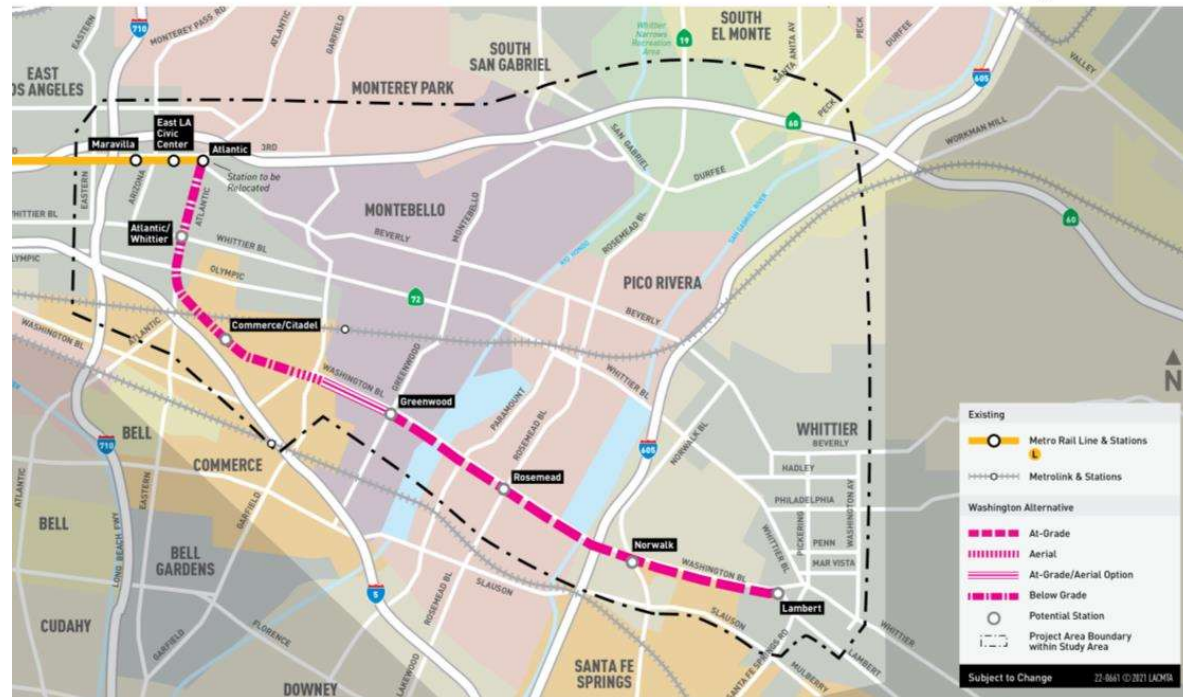 EASTERN
710
MONTEREY PASS RD
ATLANTIC
GARFIELD
SOUTH
SAN GABRIEL
Whittier
Narrows
Recreation
Area
19
SOUTH
EL MONTE
SANTA ANITA AV
PECK
DURFEE
605
VALLEY
EAST
LOS ANGELES
MONTEREY PARK
PECK
60
WORKMAN MILL
Maravilla
East LA
Civic
Center
Atlantic
3RD
SAN GABRIEL
DURFEE
Station to be
Relocated
EASTERN
ARIZONA
ATLANTIC
MONTEBELLO
MONTEBELLO
ROSEMEAD BL
SAN GABRIEL RIVER
RIO HONDO
60
WHITTIER BL
Atlantic/
Whittier
WHITTIER BL
BEVERLY
OLYMPIC
OLYMPIC
72
PICO RIVERA
BEVERLY
WASHINGTON BL
ATLANTIC
Commerce/Citadel
WASHINGTON BL
GREENWOOD
WHITTIER BL
Greenwood
PARAMOUNT
ROSEMEAD BL
605
NORWALK BL
WHITTIER
BEVERLY
HADLEY
PHILADELPHIA
PICKERING
WASHINGTON AV
PENN
MAR VISTA
WHITTIER BL
BELL
710
COMMERCE
EASTERN
GARFIELD
ATLANTIC
LONG BEACH FWY
BELL
BELL
GARDENS
Rosemead
Norwalk
WASHINGTON BL
Lambert
SLAUSON
ROSEMEAD BL
5
SLAUSON
CUDAHY
GARFIELD
FLORENCE
LAKEWOOD
DOWNEY
SANTA FE
SPRINGS
SANTA FE SPRINGS RD
MULBERRY
LAMBERT
WHITTIER
N
Existing
Metro Rail Line & Stations
L
Metrolink & Stations
Washington Alternative
At-Grade
Aerial
At-Grade/Aerial Option
Below Grade
Potential Station
Project Area Boundary
within Study Area
Subject to Change 22-0661 © 2021 LACMTA